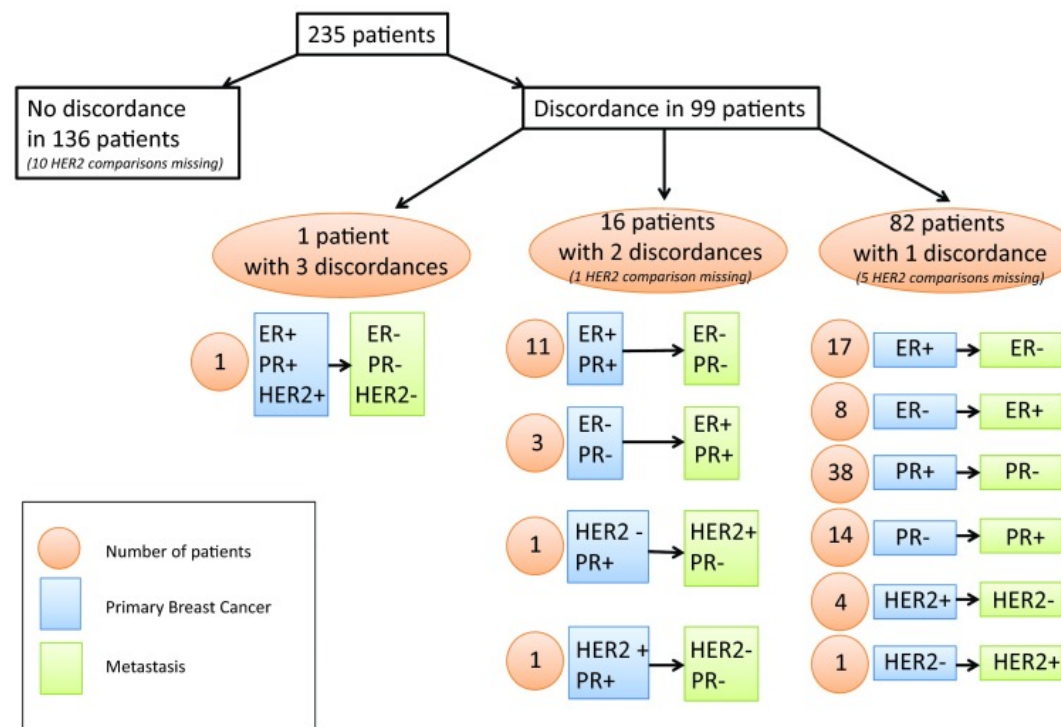 235 patients
No discordance
in 136 patients
(10 HER2 comparisons missing)
Discordance in 99 patients
1 patient
with 3 discordances
16 patients
with 2 discordances
(1 HER2 comparison missing)
82 patients
with 1 discordance
(5 HER2 comparisons missing)
1
ER+
PR+
HER2+
ER-
PR-
HER2-
11
ER+
PR+
ER-
PR-
3
ER-
PR-
ER+
PR+
1
HER2 -
PR+
HER2+
PR-
1
HER2 +
PR+
HER2-
PR-
17
ER+
ER-
8
ER-
ER+
38
PR+
PR-
14
PR-
PR+
4
HER2+
HER2-
1
HER2-
HER2+
Number of patients
Primary Breast Cancer
Metastasis